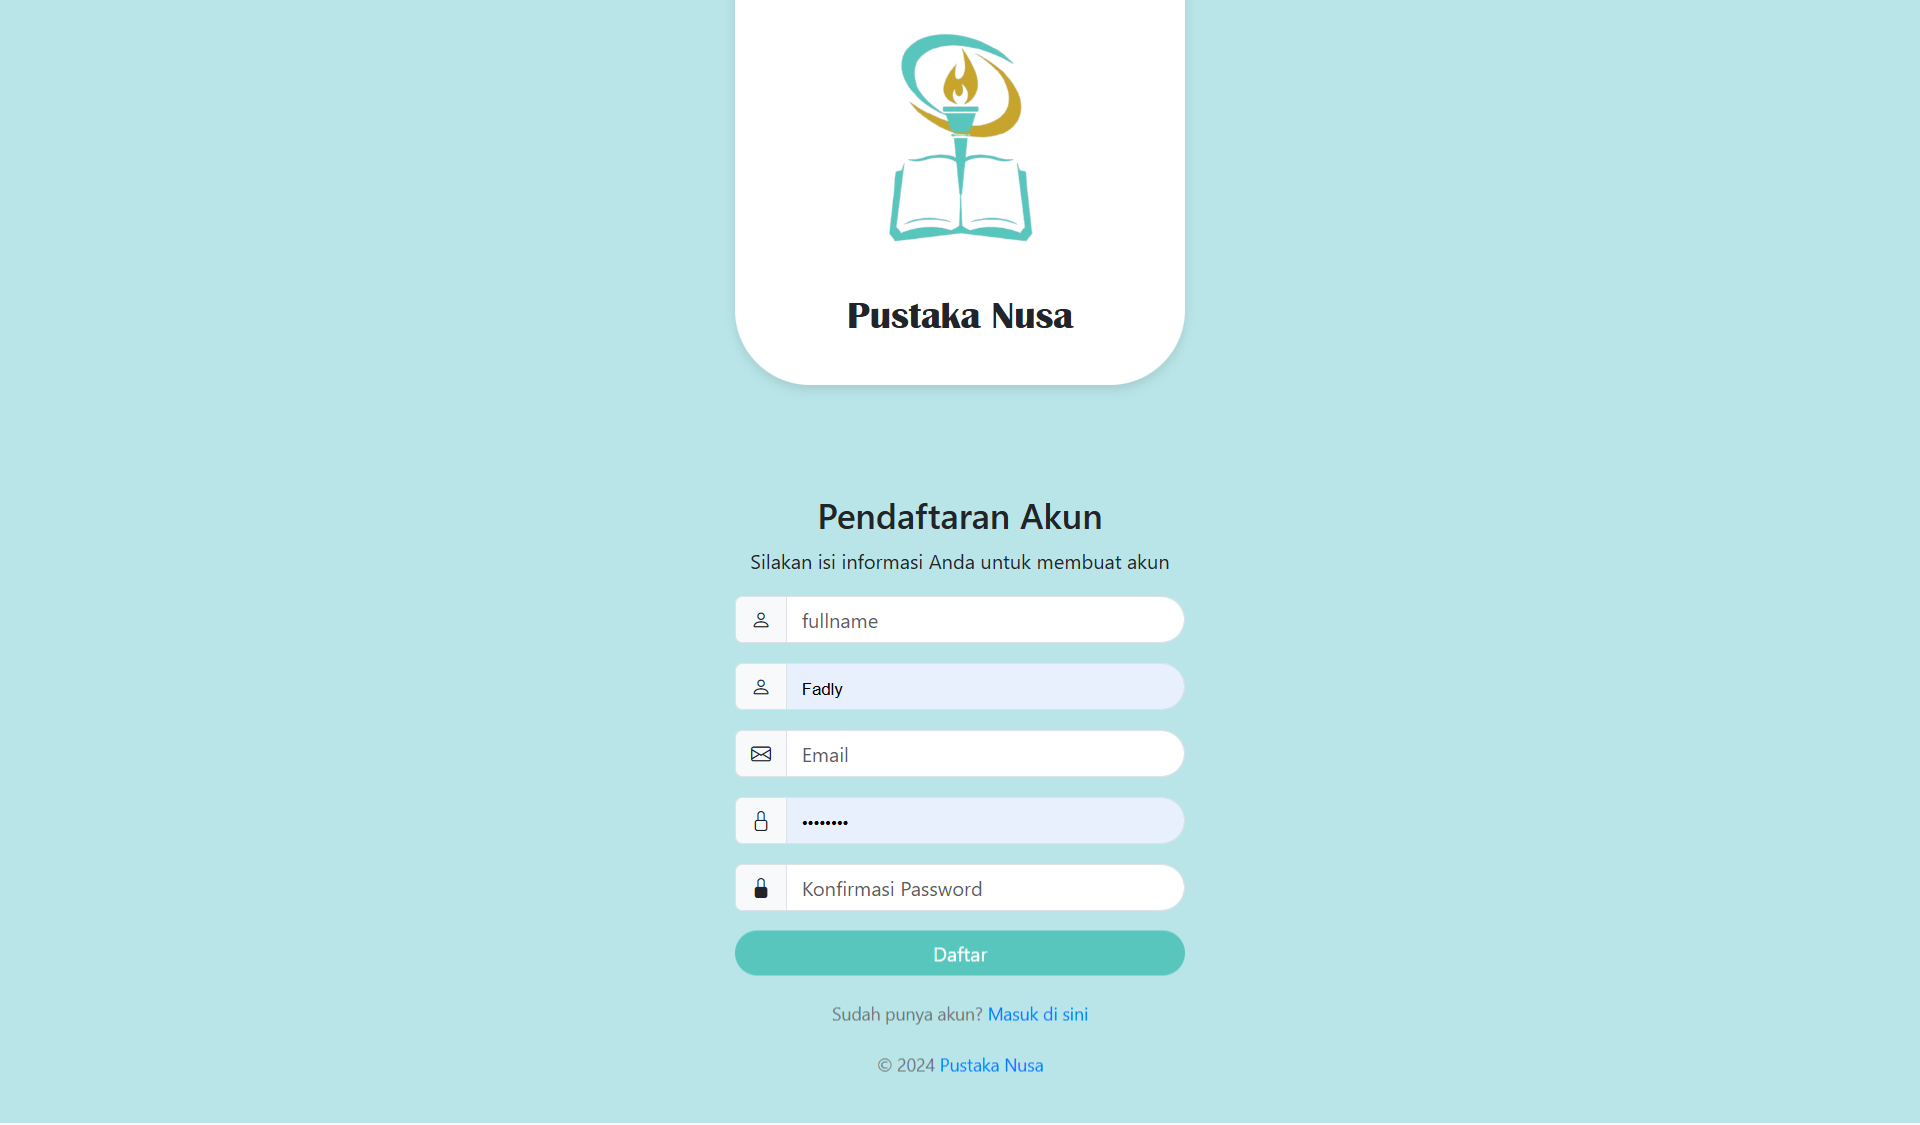 Pustaka Nusa
Pendaftaran Akun
Silakan isi informasi Anda untuk membuat akun
fullname
Fadly
Email
••••••••
Konfirmasi Password
Daftar
Sudah punya akun? Masuk di sini
© 2024 Pustaka Nusa